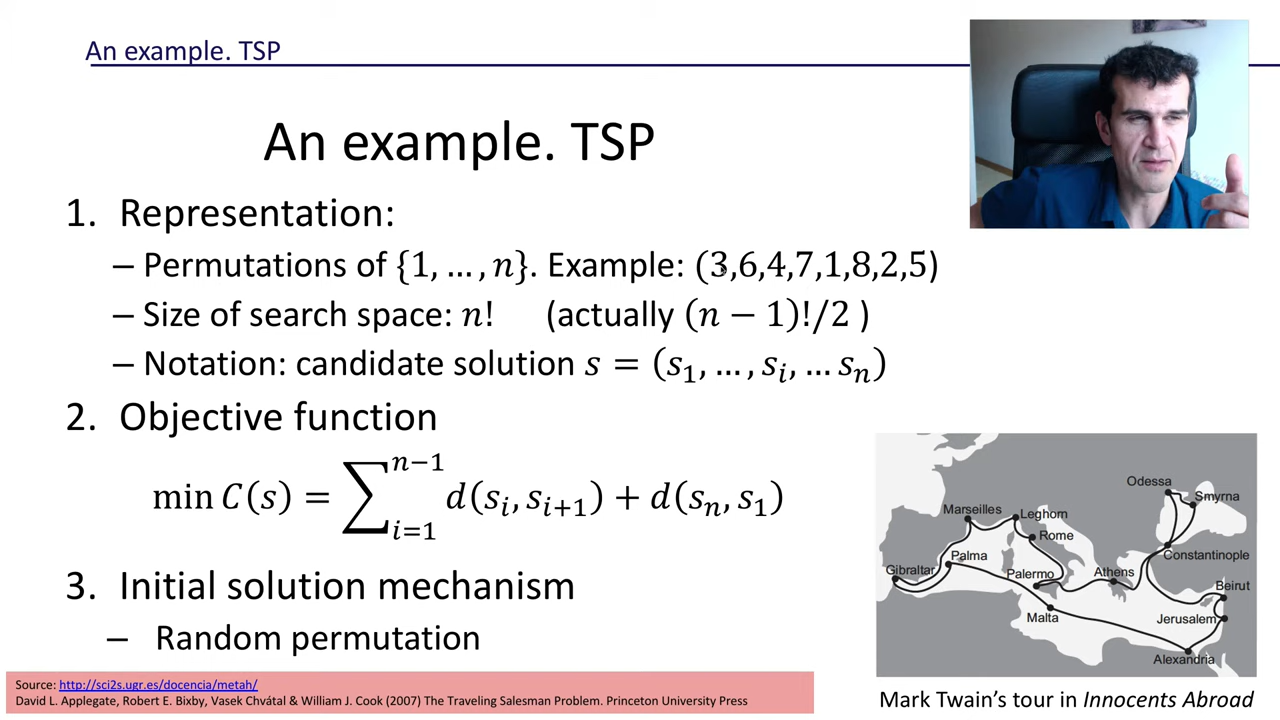 An example. TSP
An example. TSP
1. Representation:
– Permutations of {1, … , n}. Example: (3,6,4,7,1,8,2,5)
– Size of search space: n! (actually (n − 1)!/2 )
– Notation: candidate solution s = (s₁, … , sᵢ, … sₙ)
2. Objective function
min C(s) = ∑ᵢ₌₁ⁿ⁻¹ d(sᵢ, sᵢ₊₁) + d(sₙ, s₁)
3. Initial solution mechanism
– Random permutation
Odessa
Smyrna
Marseilles
Leghorn
Rome
Constantinople
Palma
Gibraltar
Palermo
Athens
Beirut
Malta
Jerusalem
Alexandria
Source: http://sci2s.ugr.es/docencia/metah/
David L. Applegate, Robert E. Bixby, Vasek Chvátal & William J. Cook (2007) The Traveling Salesman Problem. Princeton University Press
Mark Twain’s tour in Innocents Abroad